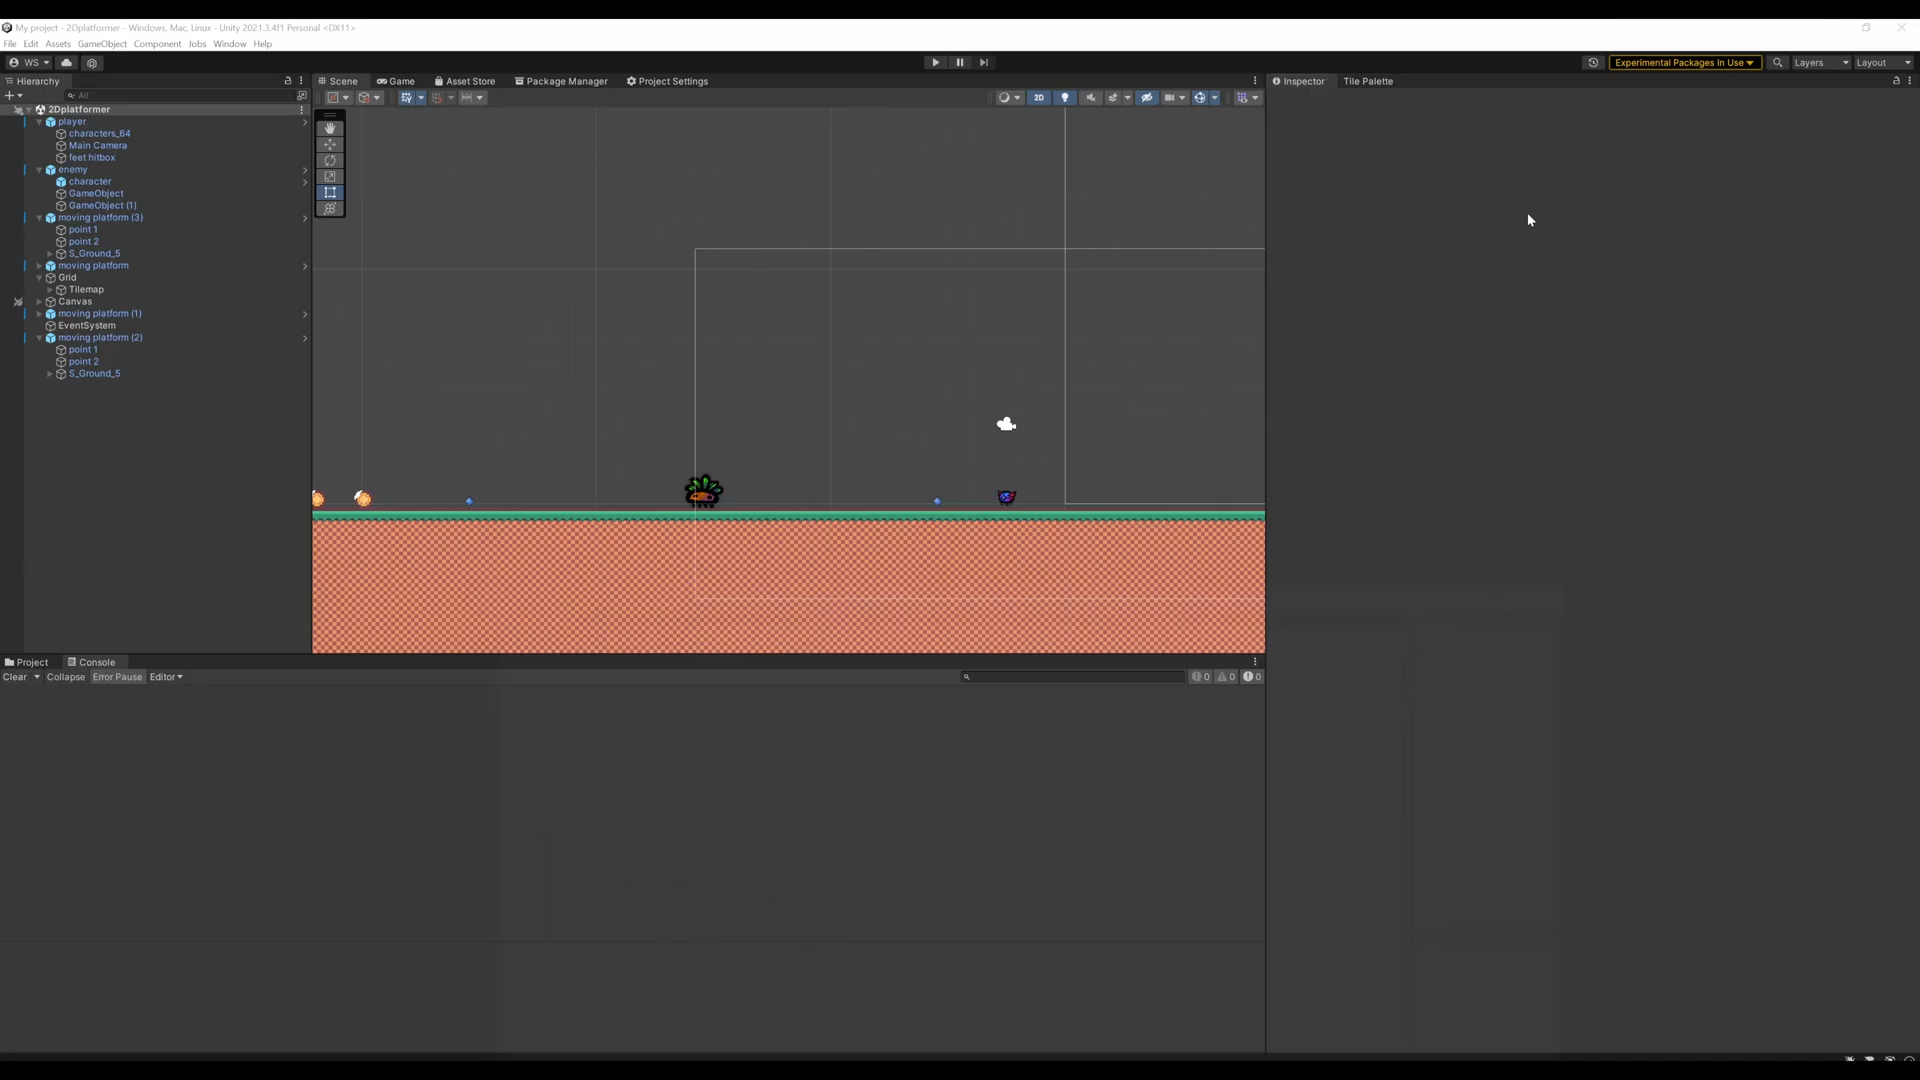 My project - 2Dplatformer - Windows, Mac, Linux - Unity 2021.3.4f1 Personal <DX11>
File Edit Assets GameObject Component Jobs Window Help
WS Experimental Packages In Use Layers Layout
Hierarchy Scene Game Asset Store Package Manager Project Settings Inspector Tile Palette
All 2D
2Dplatformer
player
characters_64
Main Camera
feet hitbox
enemy
character
GameObject
GameObject (1)
moving platform (3)
point 1
point 2
S_Ground_5
moving platform
Grid
Tilemap
Canvas
moving platform (1)
EventSystem
moving platform (2)
point 1
point 2
S_Ground_5
Project Console
Clear Collapse Error Pause Editor 0 0 0